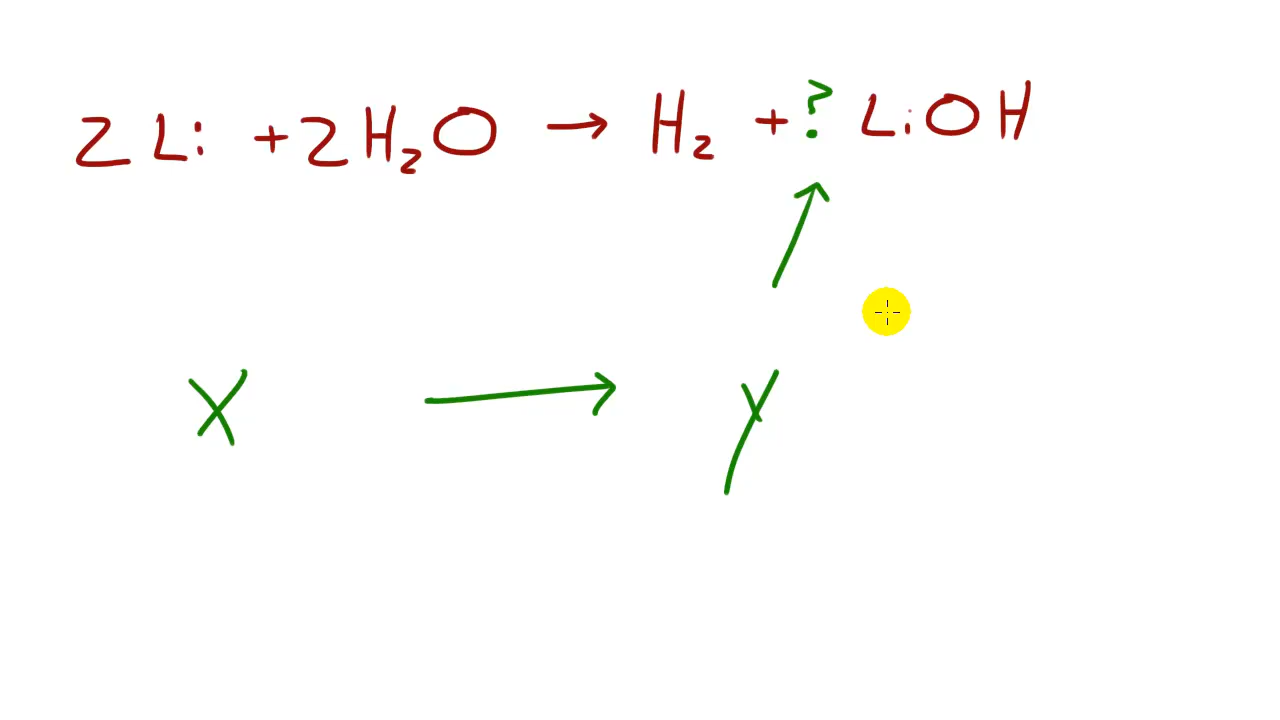 2 Li + 2 H₂O → H₂ + ? LiOH
X → Y